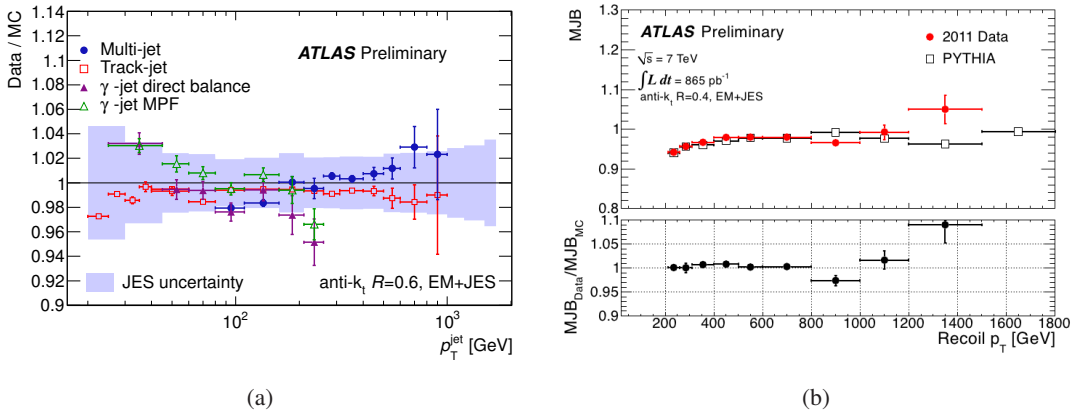 1.14
1.12
1.1
1.08
1.06
1.04
1.02
1
0.98
0.96
0.94
0.92
0.9
Data / MC
ATLAS Preliminary
Multi-jet
Track-jet
γ -jet direct balance
γ -jet MPF
JES uncertainty
anti-k_t R=0.6, EM+JES
10²
10³
p_T^jet [GeV]
(a)
MJB
1.3
1.2
1.1
1
0.9
0.8
ATLAS Preliminary
√s = 7 TeV
∫L dt = 865 pb⁻¹
anti-k_t R=0.4, EM+JES
2011 Data
PYTHIA
MJB_Data/MJB_MC
1.1
1.05
1
0.95
0.9
200 400 600 800 1000 1200 1400 1600 1800
Recoil p_T [GeV]
(b)